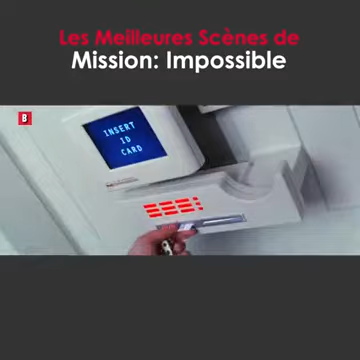 Les Meilleures Scènes de
Mission: Impossible
B
INSERT
ID
CARD